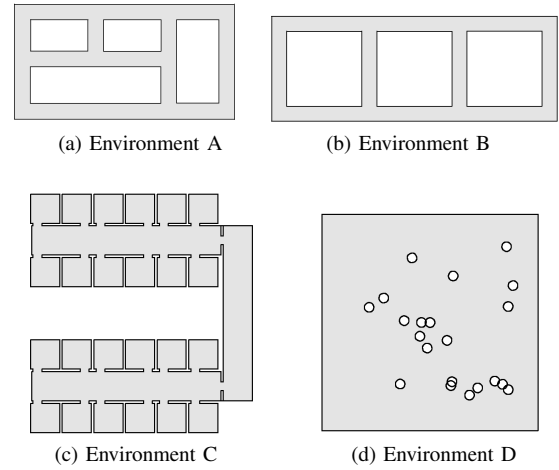 (a) Environment A
(b) Environment B
(c) Environment C
(d) Environment D